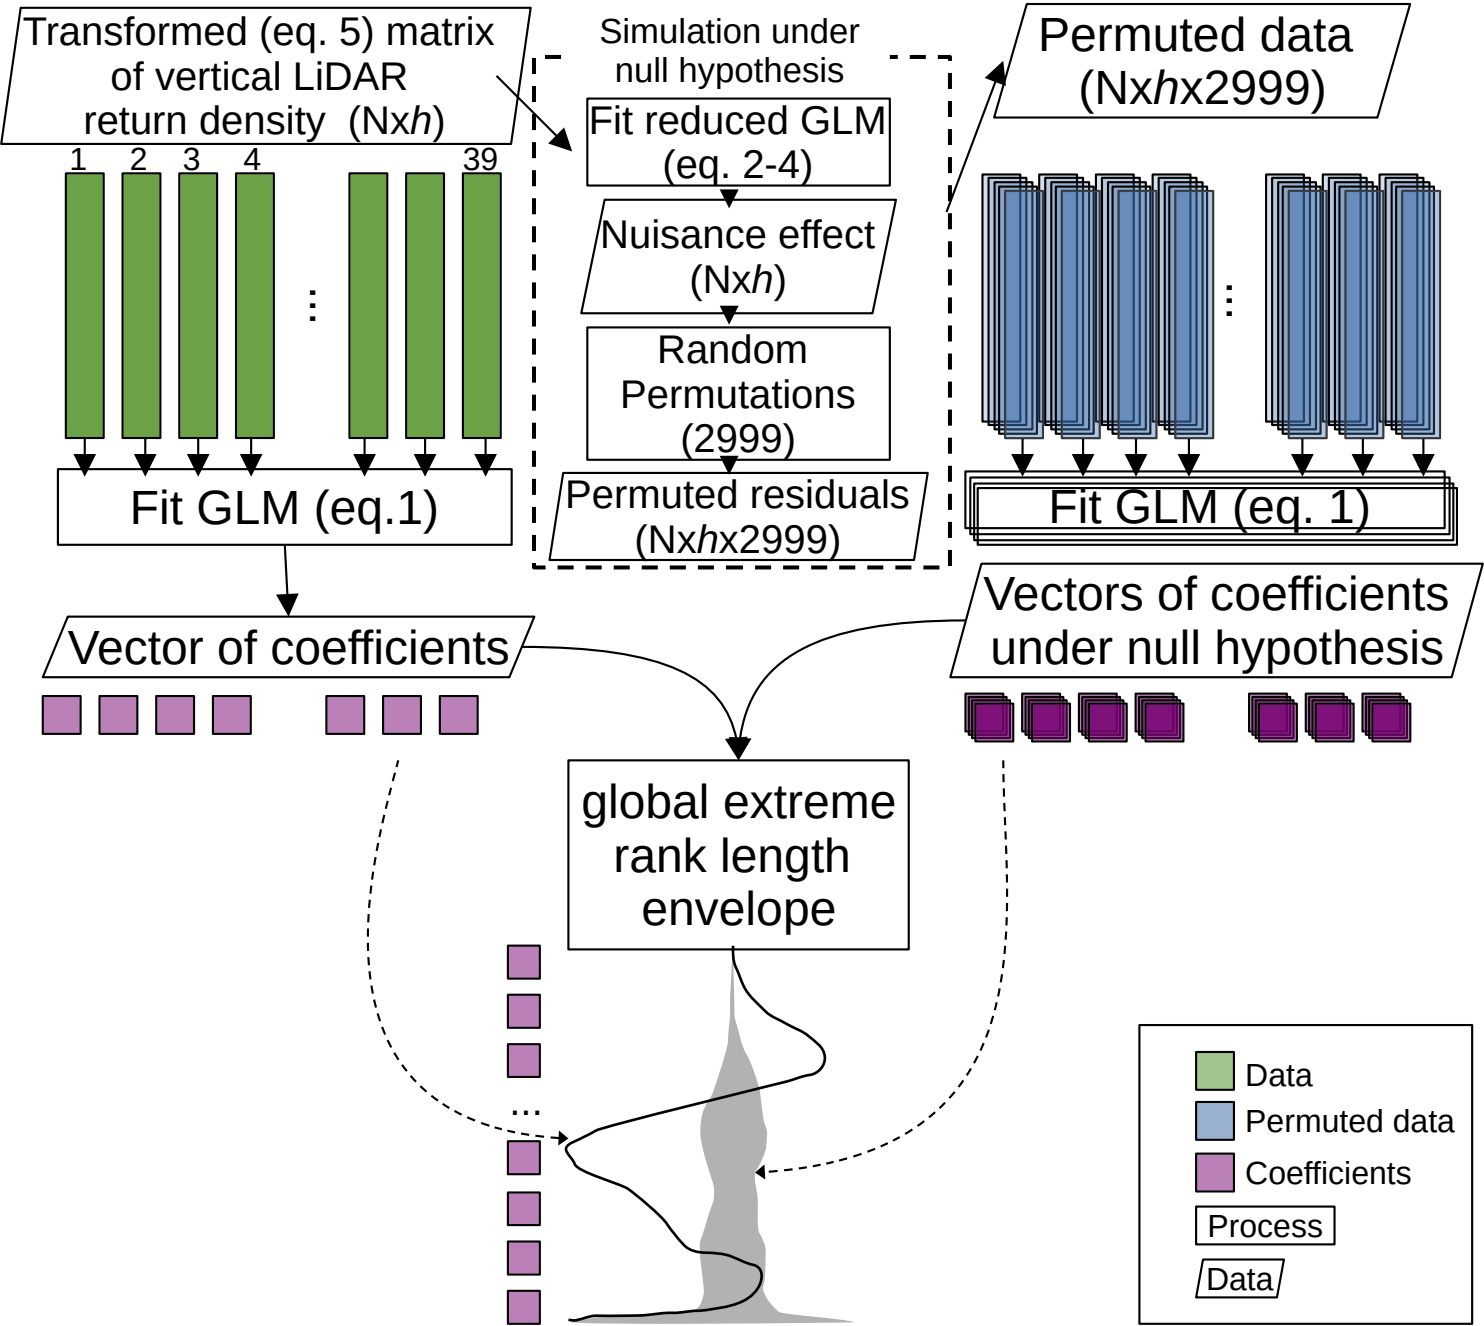 Transformed (eq. 5) matrix
of vertical LiDAR
return density (Nxh)
1 2 3 4 39
...
Fit GLM (eq.1)
Vector of coefficients
Simulation under
null hypothesis
Fit reduced GLM
(eq. 2-4)
Nuisance effect
(Nxh)
Random
Permutations
(2999)
Permuted residuals
(Nxhx2999)
Permuted data
(Nxhx2999)
...
Fit GLM (eq. 1)
Vectors of coefficients
under null hypothesis
global extreme
rank length
envelope
...
Data
Permuted data
Coefficients
Process
Data